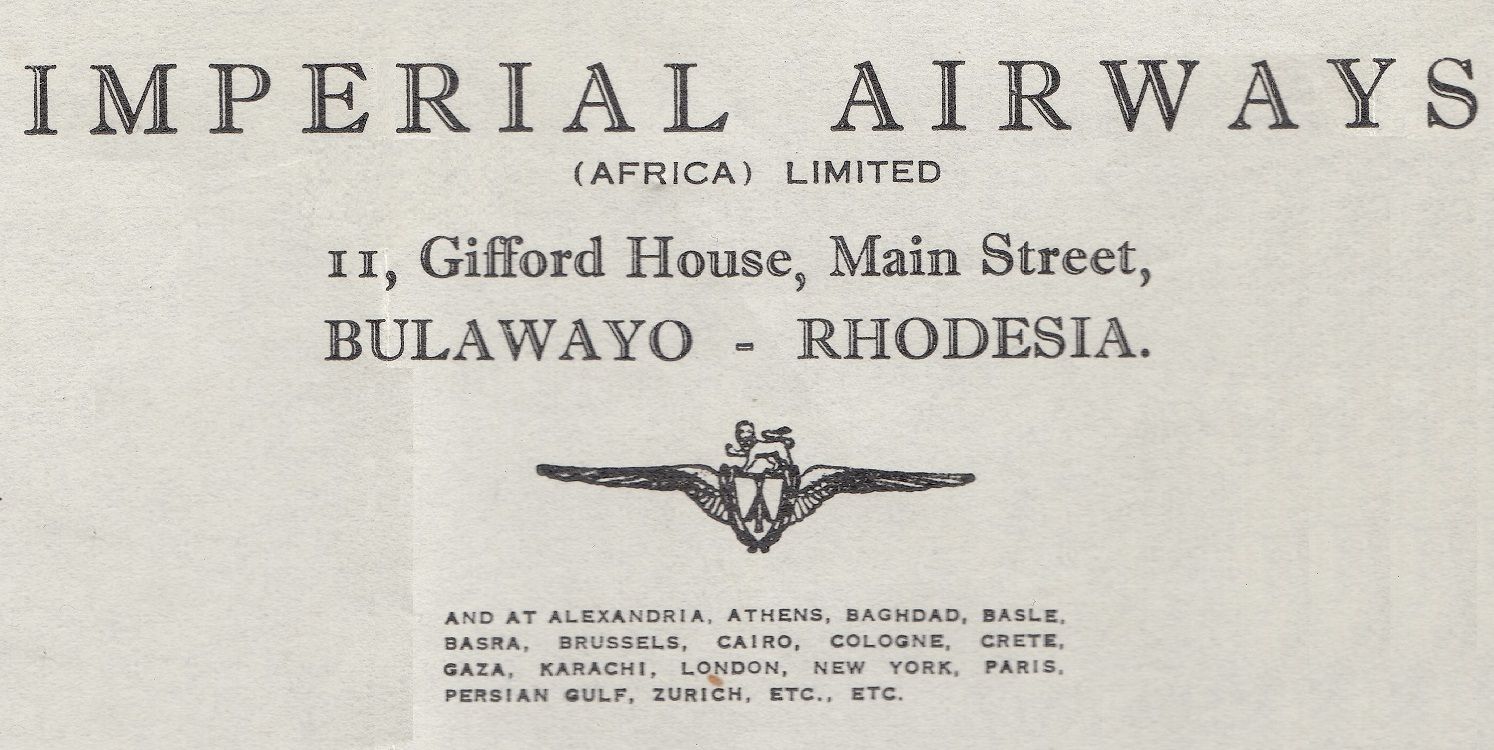 IMPERIAL AIRWAYS
(AFRICA) LIMITED
11, Gifford House, Main Street,
BULAWAYO - RHODESIA.
AND AT ALEXANDRIA, ATHENS, BAGHDAD, BASLE,
BASRA, BRUSSELS, CAIRO, COLOGNE, CRETE,
GAZA, KARACHI, LONDON, NEW YORK, PARIS,
PERSIAN GULF, ZURICH, ETC., ETC.